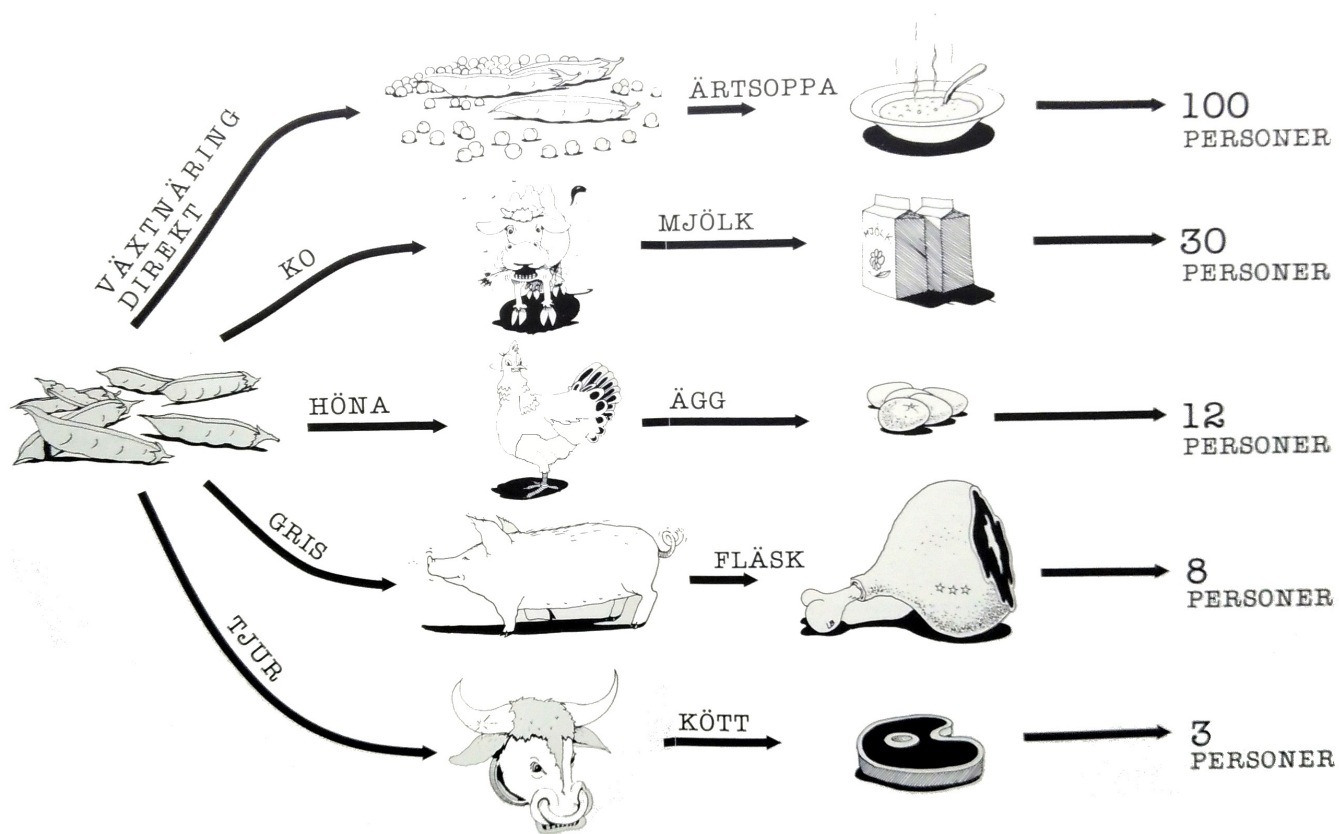 VÄXTNÄRING
DIREKT
ÄRTSOPPA
100
PERSONER
KO
MJÖLK
MJÖLK
30
PERSONER
HÖNA
ÄGG
12
PERSONER
GRIS
FLÄSK
8
PERSONER
TJUR
KÖTT
3
PERSONER